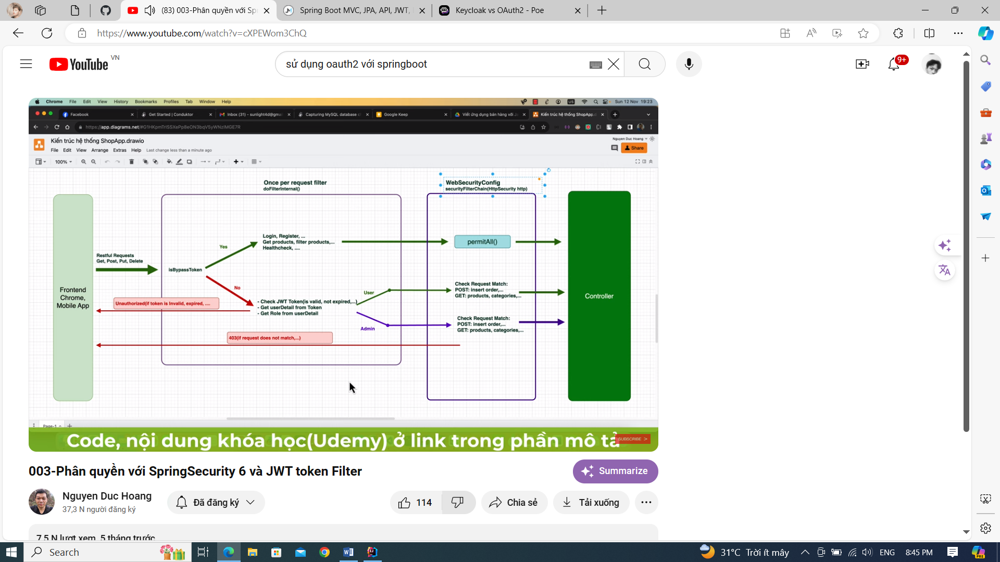 (83) 003-Phân quyền với Sp
Spring Boot MVC, JPA, API, JWT,
Keycloak vs OAuth2 - Poe
https://www.youtube.com/watch?v=cXPEWom3ChQ
YouTube VN
sử dụng oauth2 với springboot
9+
Chrome File Edit View History Bookmarks Profiles Tab Window Help
US
Sun 12 Nov 19:23
Facebook
Get Started | Conduktor
Inbox (31) - sunlight4d@gma
Capturing MySQL database c
Google Keep
Viết ứng dụng bán hàng với Ja
Kiến trúc hệ thống ShopApp.d
Kiến trúc hệ thống ShopApp.drawio
File Edit View Arrange Extras Help Last change less than a minute ago
Nguyen Duc Hoang
Share
100%
Once per request filter
doFilterInternal()
WebSecurityConfig
securityFilterChain(HttpSecurity http)
Login, Register, ...
Get products, filter products,...
Healthcheck, ....
permitAll()
Yes
Restful Requests
Get, Post, Put, Delete
isBypassToken
No
Frontend
Chrome,
Mobile App
Unauthorized(if token is Invalid, expired, ....
- Check JWT Token(is valid, not expired,...)
- Get userDetail from Token
- Get Role from userDetail
User
Admin
Check Request Match:
POST: insert order,...
GET: products, categories,...
Check Request Match:
POST: insert order,...
GET: products, categories,...
Controller
403(if request does not match,...)
Page-1
Code, nội dung khóa học(Udemy) ở link trong phần mô tả
SUBSCRIBE >
003-Phân quyền với SpringSecurity 6 và JWT token Filter
Summarize
Nguyen Duc Hoang
37,3 N người đăng ký
Đã đăng ký
114
Chia sẻ
Tải xuống
7,5 N lượt xem 5 tháng trước
Search
31°C Trời ít mây
ENG
8:45 PM
PRE